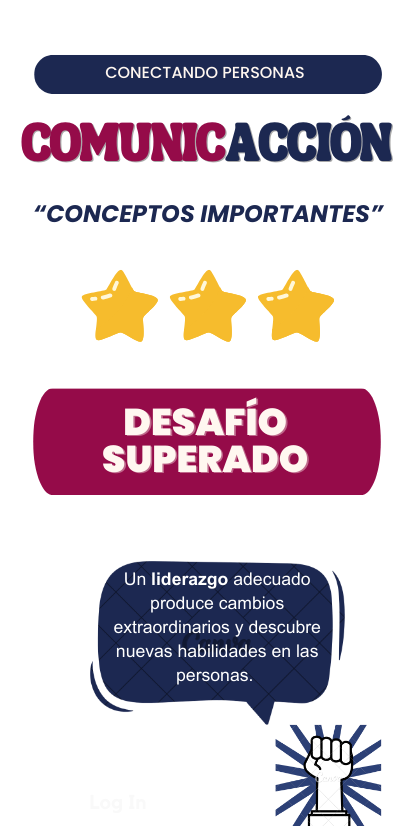 CONECTANDO PERSONAS
COMUNICACCIÓN
“CONCEPTOS IMPORTANTES”
DESAFÍO
SUPERADO
Un liderazgo adecuado
produce cambios
extraordinarios y descubre
nuevas habilidades en las
personas.
Canva
Log In